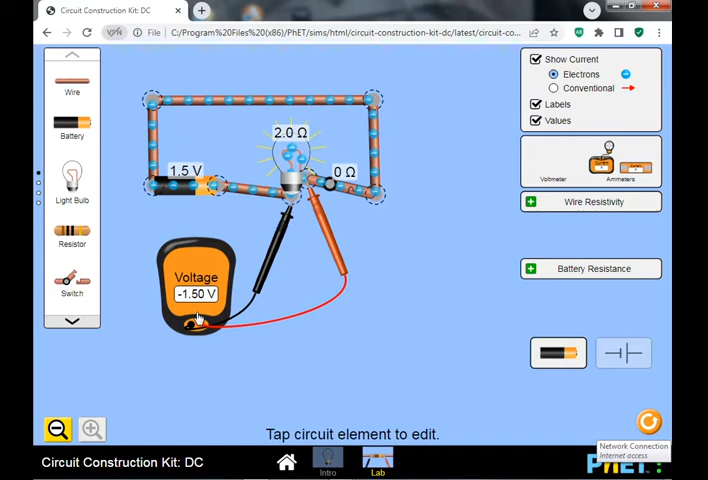 Circuit Construction Kit: DC
VPN
File
C:/Program%20Files%20(x86)/PhET/sims/html/circuit-construction-kit-dc/latest/circuit-co...
Wire
Battery
Light Bulb
Resistor
Switch
2.0 Ω
1.5 V
0 Ω
Voltage
-1.50 V
Show Current
Electrons
Conventional
Labels
Values
Voltmeter
Ammeters
Wire Resistivity
Battery Resistance
Tap circuit element to edit.
Network Connection
Internet access
Circuit Construction Kit: DC
Intro
Lab
PhET